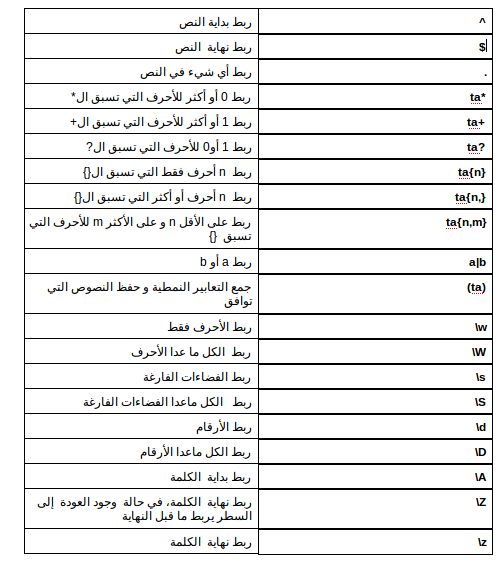 ^ ربط بداية النص
$ ربط نهاية النص
. ربط أي شيء في النص
ta* ربط 0 أو أكثر للأحرف التي تسبق ال*
ta+ ربط 1 أو أكثر للأحرف التي تسبق ال+
ta? ربط 1 أو0 للأحرف التي تسبق ال?
ta{n} ربط n أحرف فقط التي تسبق ال{}
ta{n,} ربط n أحرف أو أكثر التي تسبق ال{}
ta{n,m} ربط على الأقل n و على الأكثر m للأحرف التي
تسبق {}
a|b ربط a أو b
(ta) جمع التعابير النمطية و حفظ النصوص التي
توافق
\w ربط الأحرف فقط
\W ربط الكل ما عدا الأحرف
\s ربط الفضاءات الفارغة
\S ربط الكل ماعدا الفضاءات الفارغة
\d ربط الأرقام
\D ربط الكل ماعدا الأرقام
\A ربط بداية الكلمة
\Z ربط نهاية الكلمة، في حالة وجود العودة إلى
السطر يربط ما قبل النهاية
\z ربط نهاية الكلمة